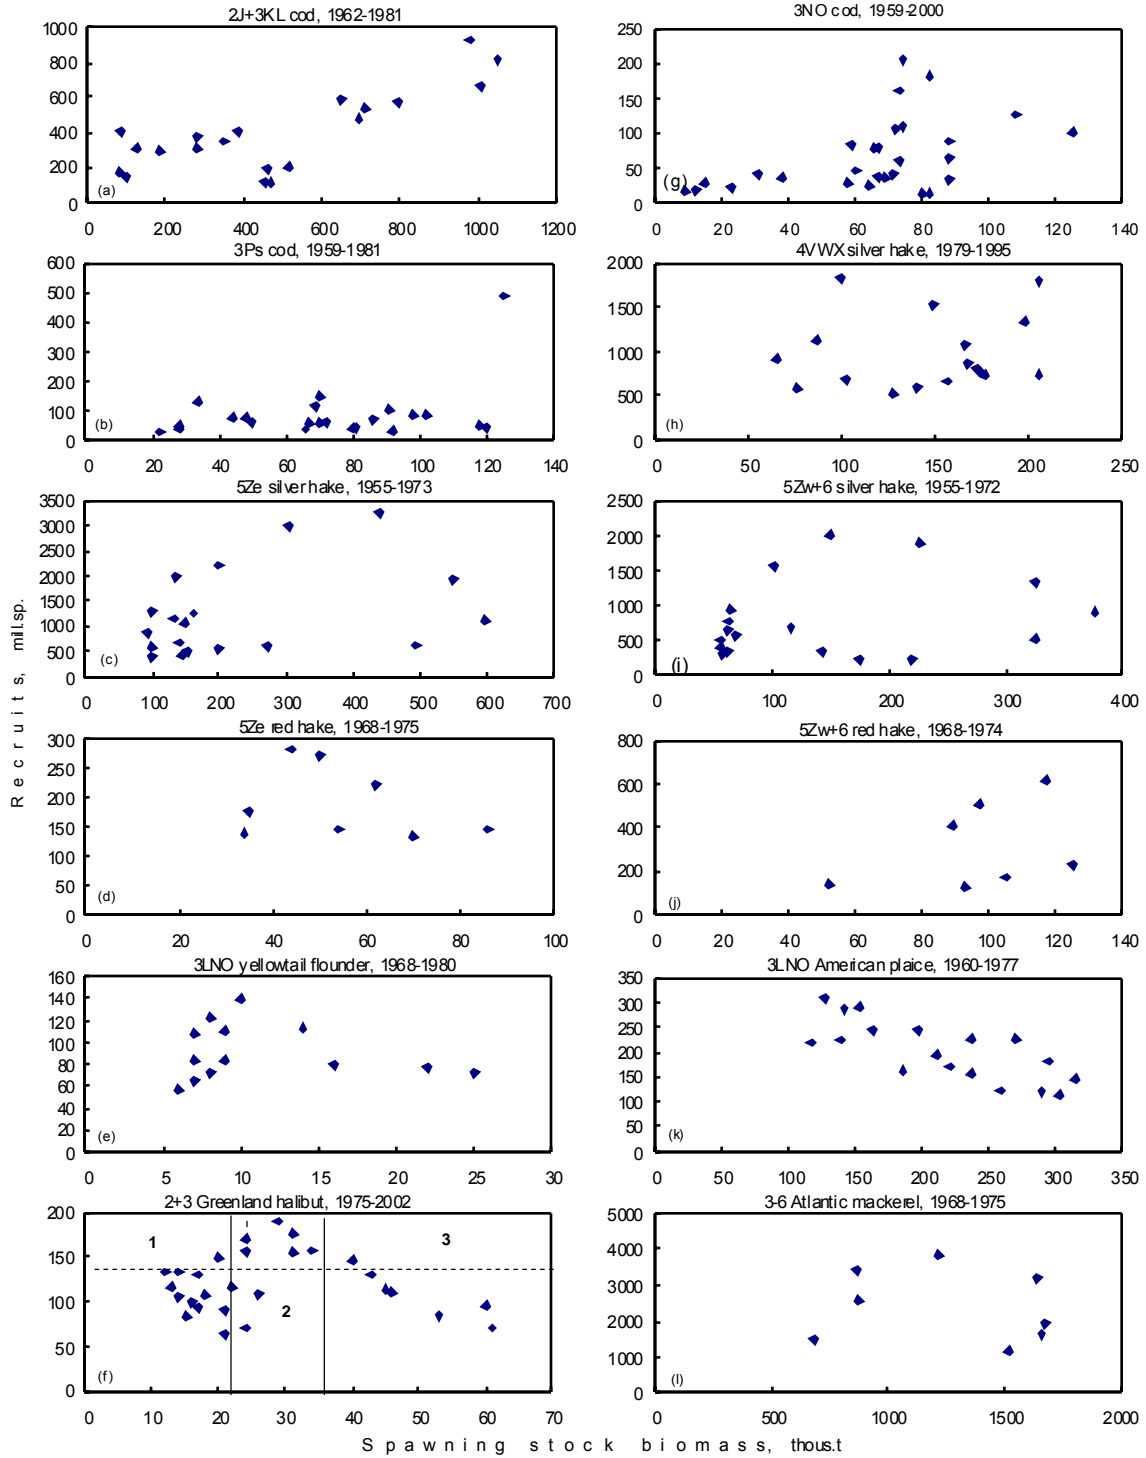 2J+3KL cod, 1962-1981
1000
800
600
400
200
0
(a)
0 200 400 600 800 1000 1200
3NO cod, 1959-2000
250
200
150
100
50
0
(g)
0 20 40 60 80 100 120 140
3Ps cod, 1959-1981
600
500
400
300
200
100
0
(b)
0 20 40 60 80 100 120 140
4VWX silver hake, 1979-1995
2000
1500
1000
500
0
(h)
0 50 100 150 200 250
5Ze silver hake, 1955-1973
3500
3000
2500
2000
1500
1000
500
0
(c)
0 100 200 300 400 500 600 700
5Zw+6 silver hake, 1955-1972
2500
2000
1500
1000
500
0
(i)
0 100 200 300 400
Recruits, mill.sp.
5Ze red hake, 1968-1975
300
250
200
150
100
50
0
(d)
0 20 40 60 80 100
5Zw+6 red hake, 1968-1974
800
600
400
200
0
(j)
0 20 40 60 80 100 120 140
3LNO yellowtail flounder, 1968-1980
160
140
120
100
80
60
40
20
0
(e)
0 5 10 15 20 25 30
3LNO American plaice, 1960-1977
350
300
250
200
150
100
50
0
(k)
0 50 100 150 200 250 300 350
2+3 Greenland halibut, 1975-2002
200
150
100
50
0
1
2
3
(f)
0 10 20 30 40 50 60 70
3-6 Atlantic mackerel, 1968-1975
5000
4000
3000
2000
1000
0
(l)
0 500 1000 1500 2000
Spawning stock biomass, thous.t